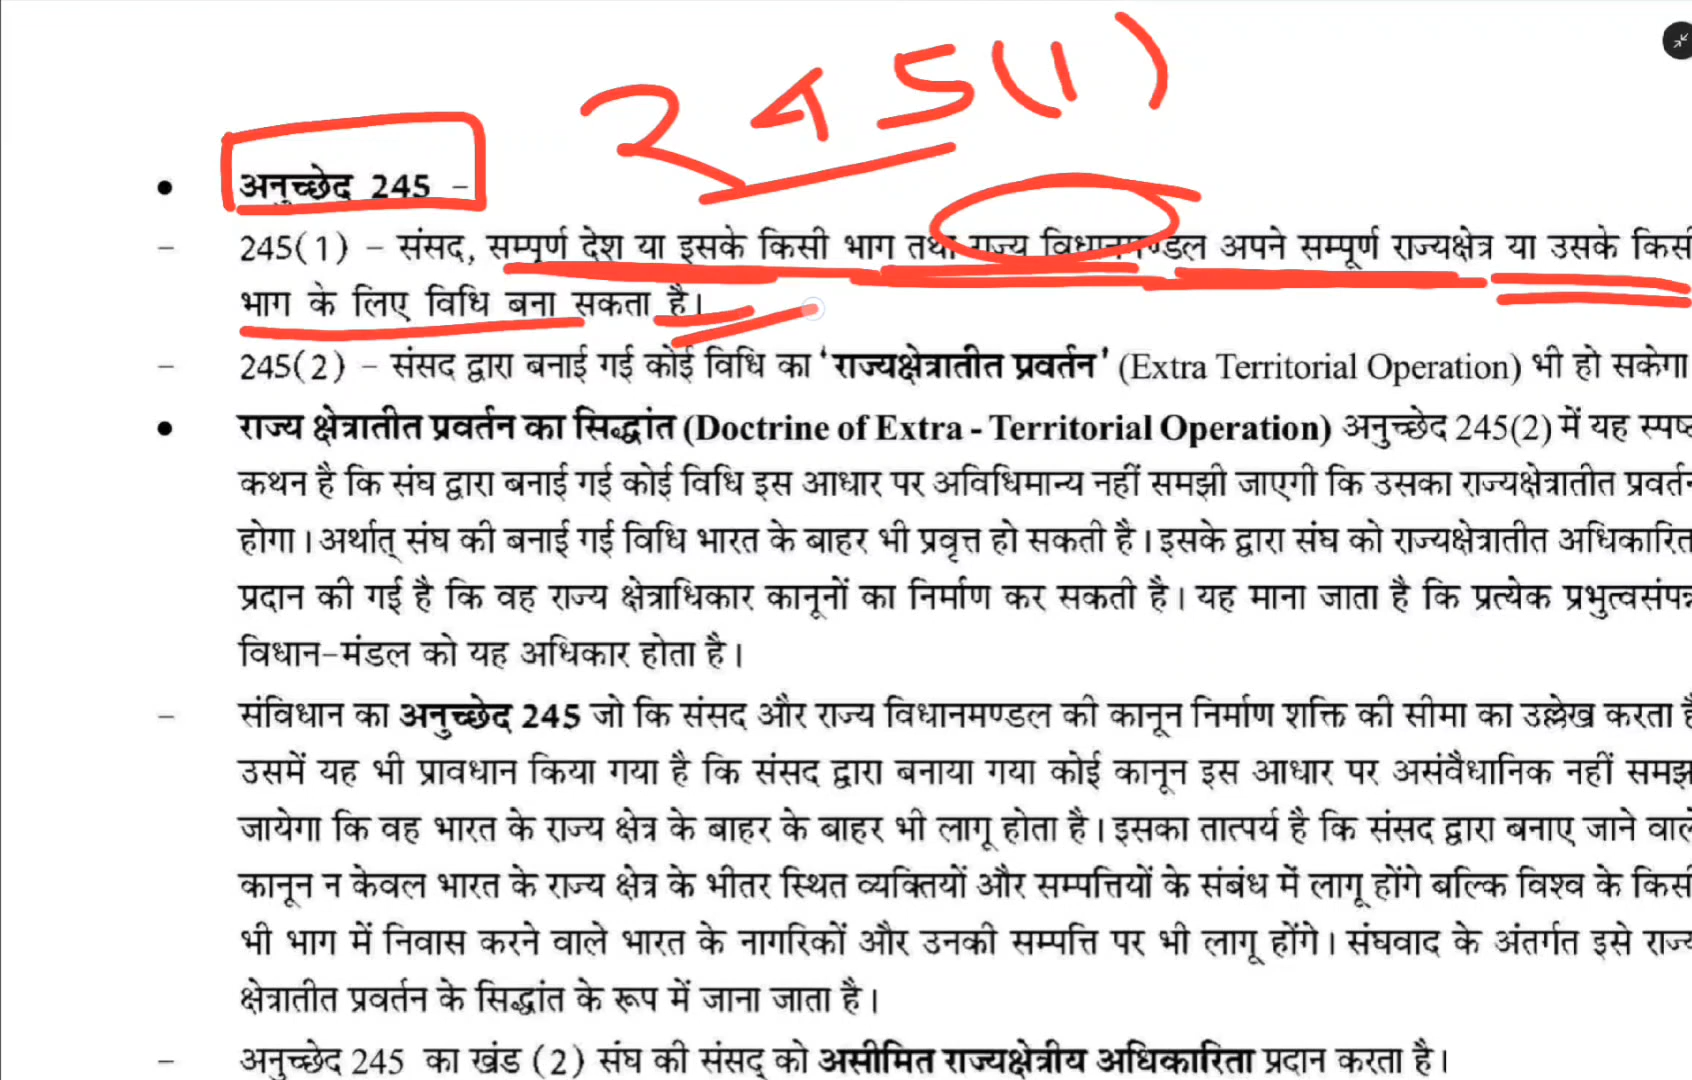 245(1)
• अनुच्छेद 245 –
– 245(1) – संसद, सम्पूर्ण देश या इसके किसी भाग तथा राज्य विधानमण्डल अपने सम्पूर्ण राज्यक्षेत्र या उसके किसी
भाग के लिए विधि बना सकता है।
– 245(2) – संसद द्वारा बनाई गई कोई विधि का 'राज्यक्षेत्रातीत प्रवर्तन' (Extra Territorial Operation) भी हो सकेगा
• राज्य क्षेत्रातीत प्रवर्तन का सिद्धांत (Doctrine of Extra - Territorial Operation) अनुच्छेद 245(2) में यह स्पष्ट
कथन है कि संघ द्वारा बनाई गई कोई विधि इस आधार पर अविधिमान्य नहीं समझी जाएगी कि उसका राज्यक्षेत्रातीत प्रवर्तन
होगा। अर्थात् संघ की बनाई गई विधि भारत के बाहर भी प्रवृत्त हो सकती है। इसके द्वारा संघ को राज्यक्षेत्रातीत अधिकारित
प्रदान की गई है कि वह राज्य क्षेत्राधिकार कानूनों का निर्माण कर सकती है। यह माना जाता है कि प्रत्येक प्रभुत्वसंपन्न
विधान-मंडल को यह अधिकार होता है।
– संविधान का अनुच्छेद 245 जो कि संसद और राज्य विधानमण्डल की कानून निर्माण शक्ति की सीमा का उल्लेख करता है
उसमें यह भी प्रावधान किया गया है कि संसद द्वारा बनाया गया कोई कानून इस आधार पर असंवैधानिक नहीं समझ
जायेगा कि वह भारत के राज्य क्षेत्र के बाहर के बाहर भी लागू होता है। इसका तात्पर्य है कि संसद द्वारा बनाए जाने वाले
कानून न केवल भारत के राज्य क्षेत्र के भीतर स्थित व्यक्तियों और सम्पत्तियों के संबंध में लागू होंगे बल्कि विश्व के किसी
भी भाग में निवास करने वाले भारत के नागरिकों और उनकी सम्पत्ति पर भी लागू होंगे। संघवाद के अंतर्गत इसे राज्य
क्षेत्रातीत प्रवर्तन के सिद्धांत के रूप में जाना जाता है।
– अनुच्छेद 245 का खंड (2) संघ की संसद् को असीमित राज्यक्षेत्रीय अधिकारिता प्रदान करता है।